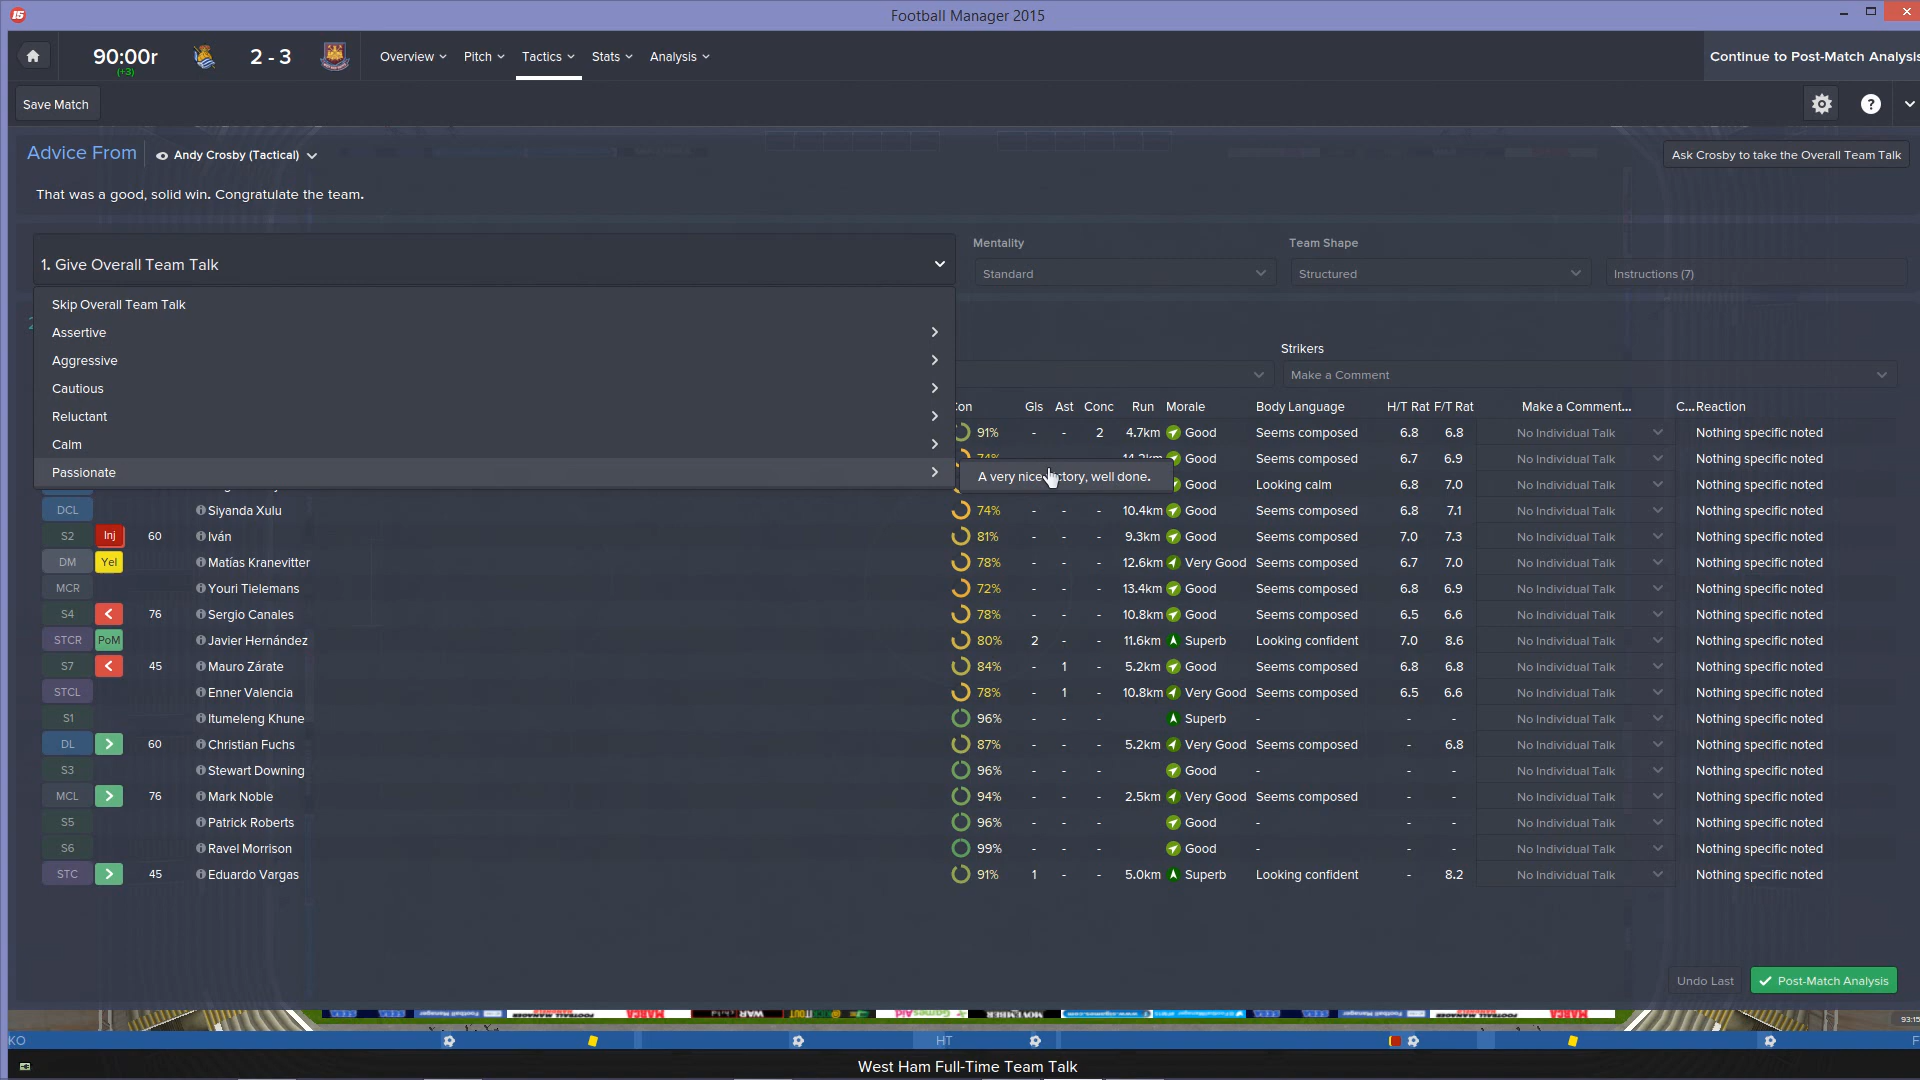 Football Manager 2015
90:00r 2 - 3 Overview Pitch Tactics Stats Analysis Continue to Post-Match Analysis
(+3)
Save Match
Advice From Andy Crosby (Tactical) Ask Crosby to take the Overall Team Talk
That was a good, solid win. Congratulate the team.
Mentality Team Shape
1. Give Overall Team Talk Standard Structured Instructions (7)
Skip Overall Team Talk
Assertive
Aggressive
Cautious
Reluctant
Calm
Passionate
A very nice victory, well done.
Strikers
Make a Comment
Con Gls Ast Conc Run Morale Body Language H/T Rat F/T Rat Make a Comment... C... Reaction
91% - - 2 4.7km Good Seems composed 6.8 6.8 No Individual Talk Nothing specific noted
74% Good Seems composed 6.7 6.9 No Individual Talk Nothing specific noted
Good Looking calm 6.8 7.0 No Individual Talk Nothing specific noted
DCL Siyanda Xulu 74% - - - 10.4km Good Seems composed 6.8 7.1 No Individual Talk Nothing specific noted
S2 Inj 60 Iván 81% - - - 9.3km Good Seems composed 7.0 7.3 No Individual Talk Nothing specific noted
DM Yel Matías Kranevitter 78% - - - 12.6km Very Good Seems composed 6.7 7.0 No Individual Talk Nothing specific noted
MCR Youri Tielemans 72% - - - 13.4km Good Seems composed 6.8 6.9 No Individual Talk Nothing specific noted
S4 76 Sergio Canales 78% - - - 10.8km Good Seems composed 6.5 6.6 No Individual Talk Nothing specific noted
STCR PoM Javier Hernández 80% 2 - - 11.6km Superb Looking confident 7.0 8.6 No Individual Talk Nothing specific noted
S7 45 Mauro Zárate 84% - 1 - 5.2km Good Seems composed 6.8 6.8 No Individual Talk Nothing specific noted
STCL Enner Valencia 78% - 1 - 10.8km Very Good Seems composed 6.5 6.6 No Individual Talk Nothing specific noted
S1 Itumeleng Khune 96% - - - Superb - - - No Individual Talk Nothing specific noted
DL 60 Christian Fuchs 87% - - - 5.2km Very Good Seems composed - 6.8 No Individual Talk Nothing specific noted
S3 Stewart Downing 96% - - - Good - - - No Individual Talk Nothing specific noted
MCL 76 Mark Noble 94% - - - 2.5km Very Good Seems composed - - No Individual Talk Nothing specific noted
S5 Patrick Roberts 96% - - - Good - - - No Individual Talk Nothing specific noted
S6 Ravel Morrison 99% - - - Good - - - No Individual Talk Nothing specific noted
STC 45 Eduardo Vargas 91% 1 - - 5.0km Superb Looking confident - 8.2 No Individual Talk Nothing specific noted
Undo Last Post-Match Analysis
93:15
KO HT F
West Ham Full-Time Team Talk